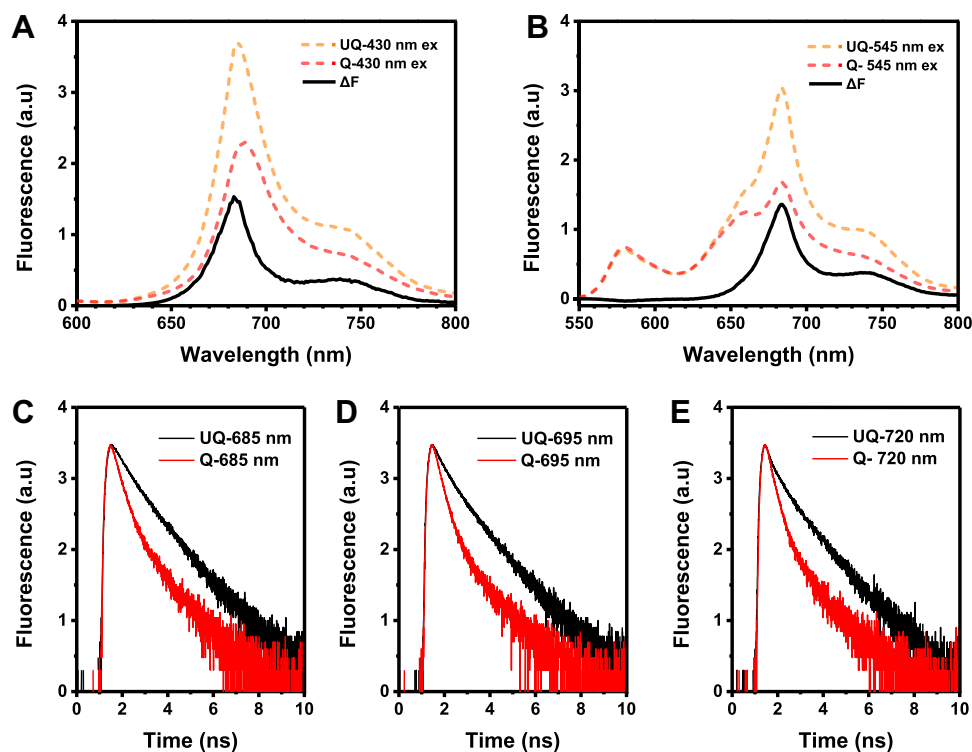 A
4
3
2
1
0
Fluorescence (a.u)
UQ-430 nm ex
Q-430 nm ex
ΔF
600 650 700 750 800
Wavelength (nm)
B
4
3
2
1
0
Fluorescence (a.u)
UQ-545 nm ex
Q- 545 nm ex
ΔF
550 600 650 700 750 800
Wavelength (nm)
C
4
3
2
1
0
Fluorescence (a.u)
UQ-685 nm
Q-685 nm
0 2 4 6 8 10
Time (ns)
D
4
3
2
1
0
Fluorescence (a.u)
UQ-695 nm
Q-695 nm
0 2 4 6 8 10
Time (ns)
E
4
3
2
1
0
Fluorescence (a.u)
UQ-720 nm
Q- 720 nm
0 2 4 6 8 10
Time (ns)